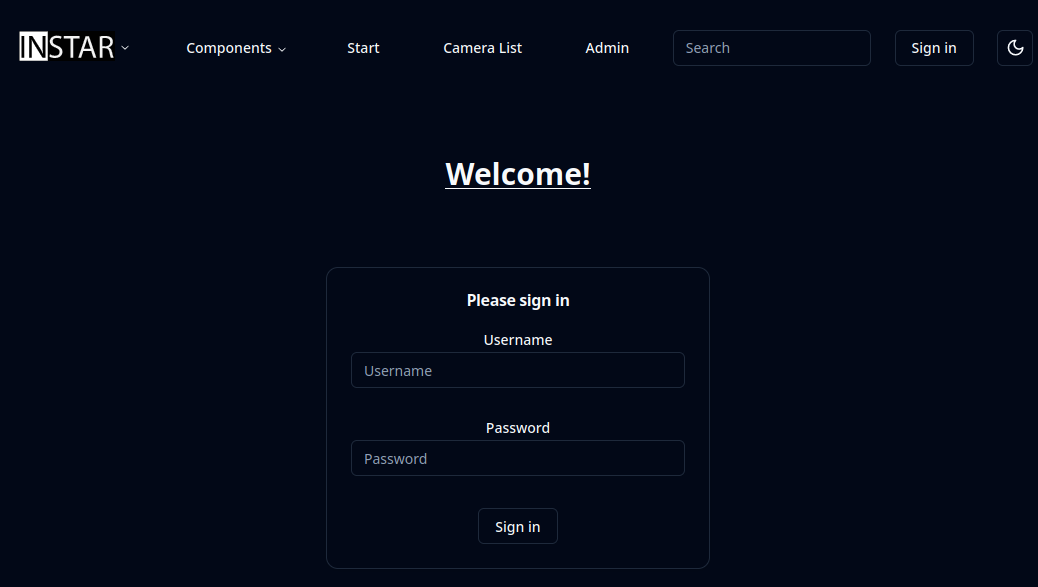 INSTAR Components Start Camera List Admin Search Sign in
Welcome!
Please sign in
Username
Username
Password
Password
Sign in